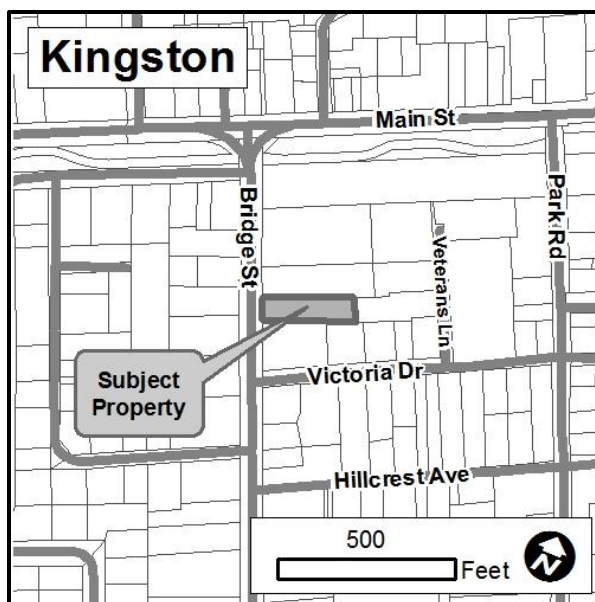 Kingston
Main St
Bridge St
Park Rd
Veterans Ln
Subject
Property
Victoria Dr
Hillcrest Ave
500
Feet
N